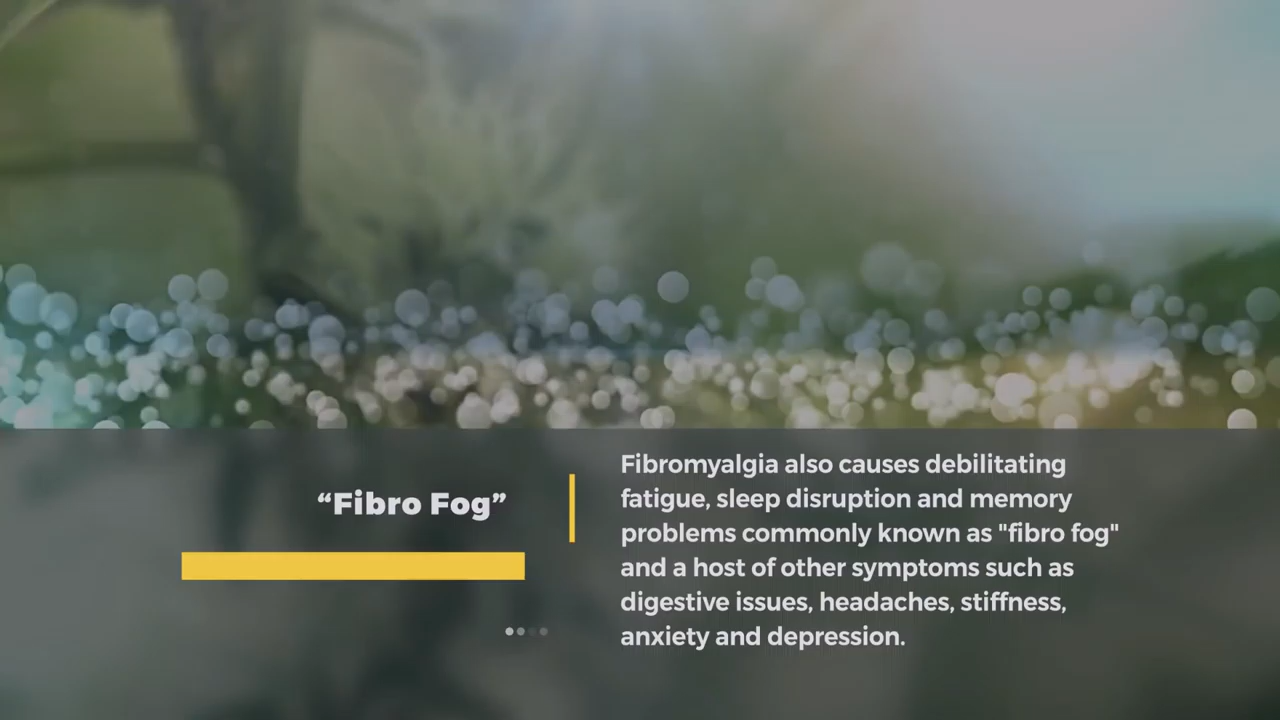 “Fibro Fog”
Fibromyalgia also causes debilitating
fatigue, sleep disruption and memory
problems commonly known as "fibro fog"
and a host of other symptoms such as
digestive issues, headaches, stiffness,
anxiety and depression.